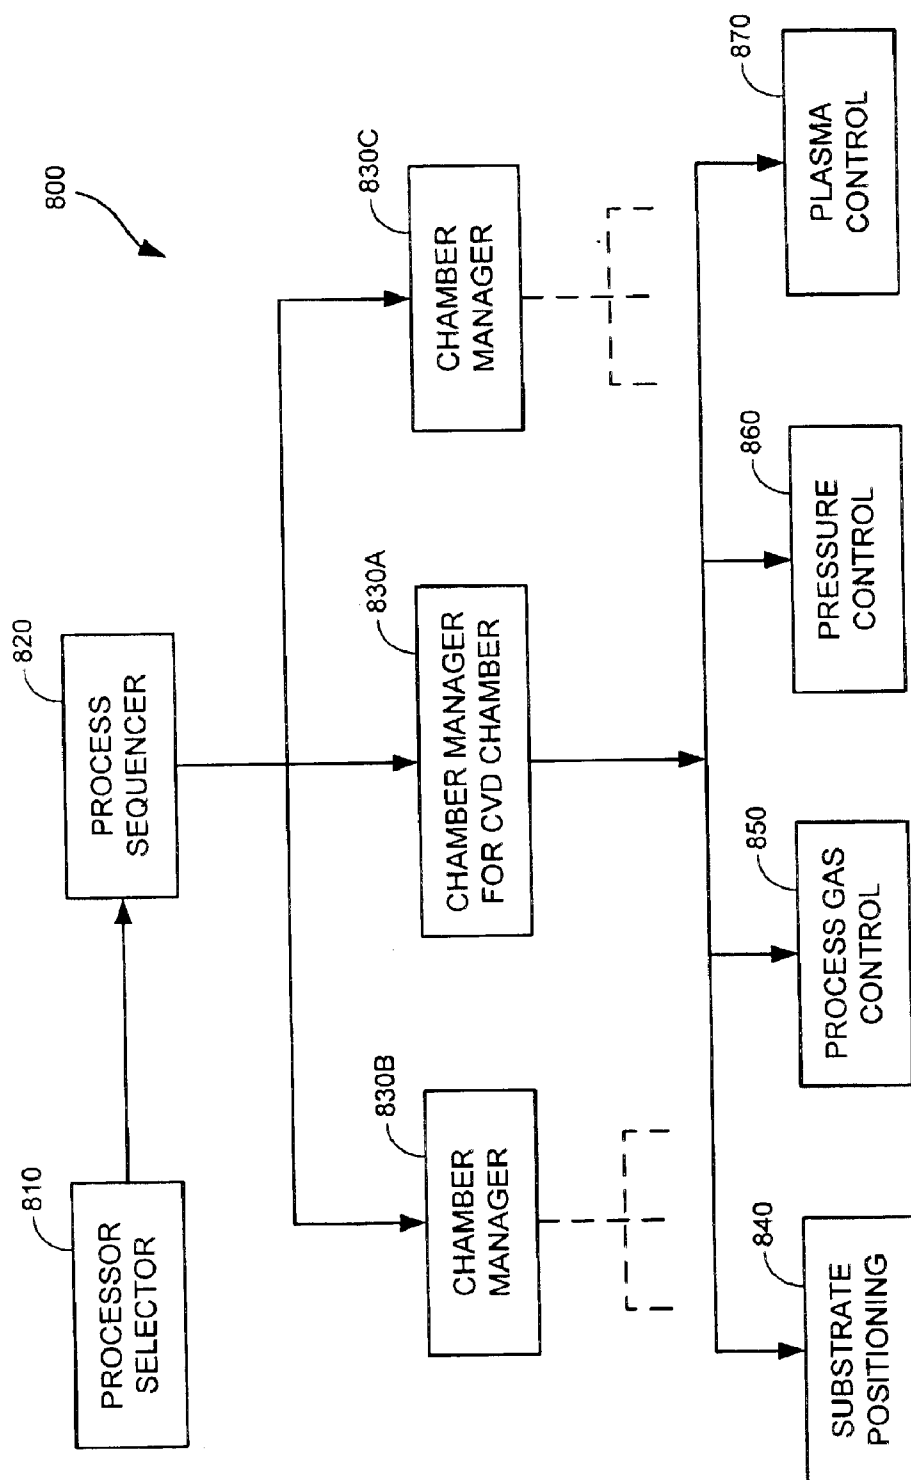 800
810
PROCESSOR
SELECTOR
820
PROCESS
SEQUENCER
830B
CHAMBER
MANAGER
830A
CHAMBER MANAGER
FOR CVD CHAMBER
830C
CHAMBER
MANAGER
840
SUBSTRATE
POSITIONING
850
PROCESS GAS
CONTROL
860
PRESSURE
CONTROL
870
PLASMA
CONTROL